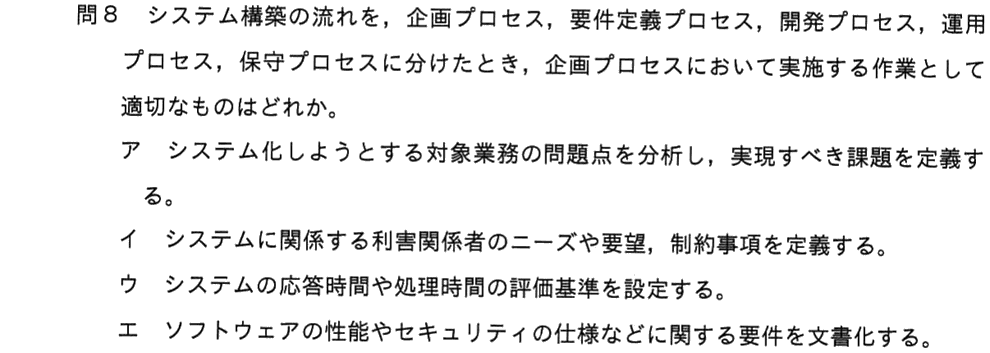 問８　システム構築の流れを，企画プロセス，要件定義プロセス，開発プロセス，運用
プロセス，保守プロセスに分けたとき，企画プロセスにおいて実施する作業として
適切なものはどれか。
ア　システム化しようとする対象業務の問題点を分析し，実現すべき課題を定義す
る。
イ　システムに関係する利害関係者のニーズや要望，制約事項を定義する。
ウ　システムの応答時間や処理時間の評価基準を設定する。
エ　ソフトウェアの性能やセキュリティの仕様などに関する要件を文書化する。